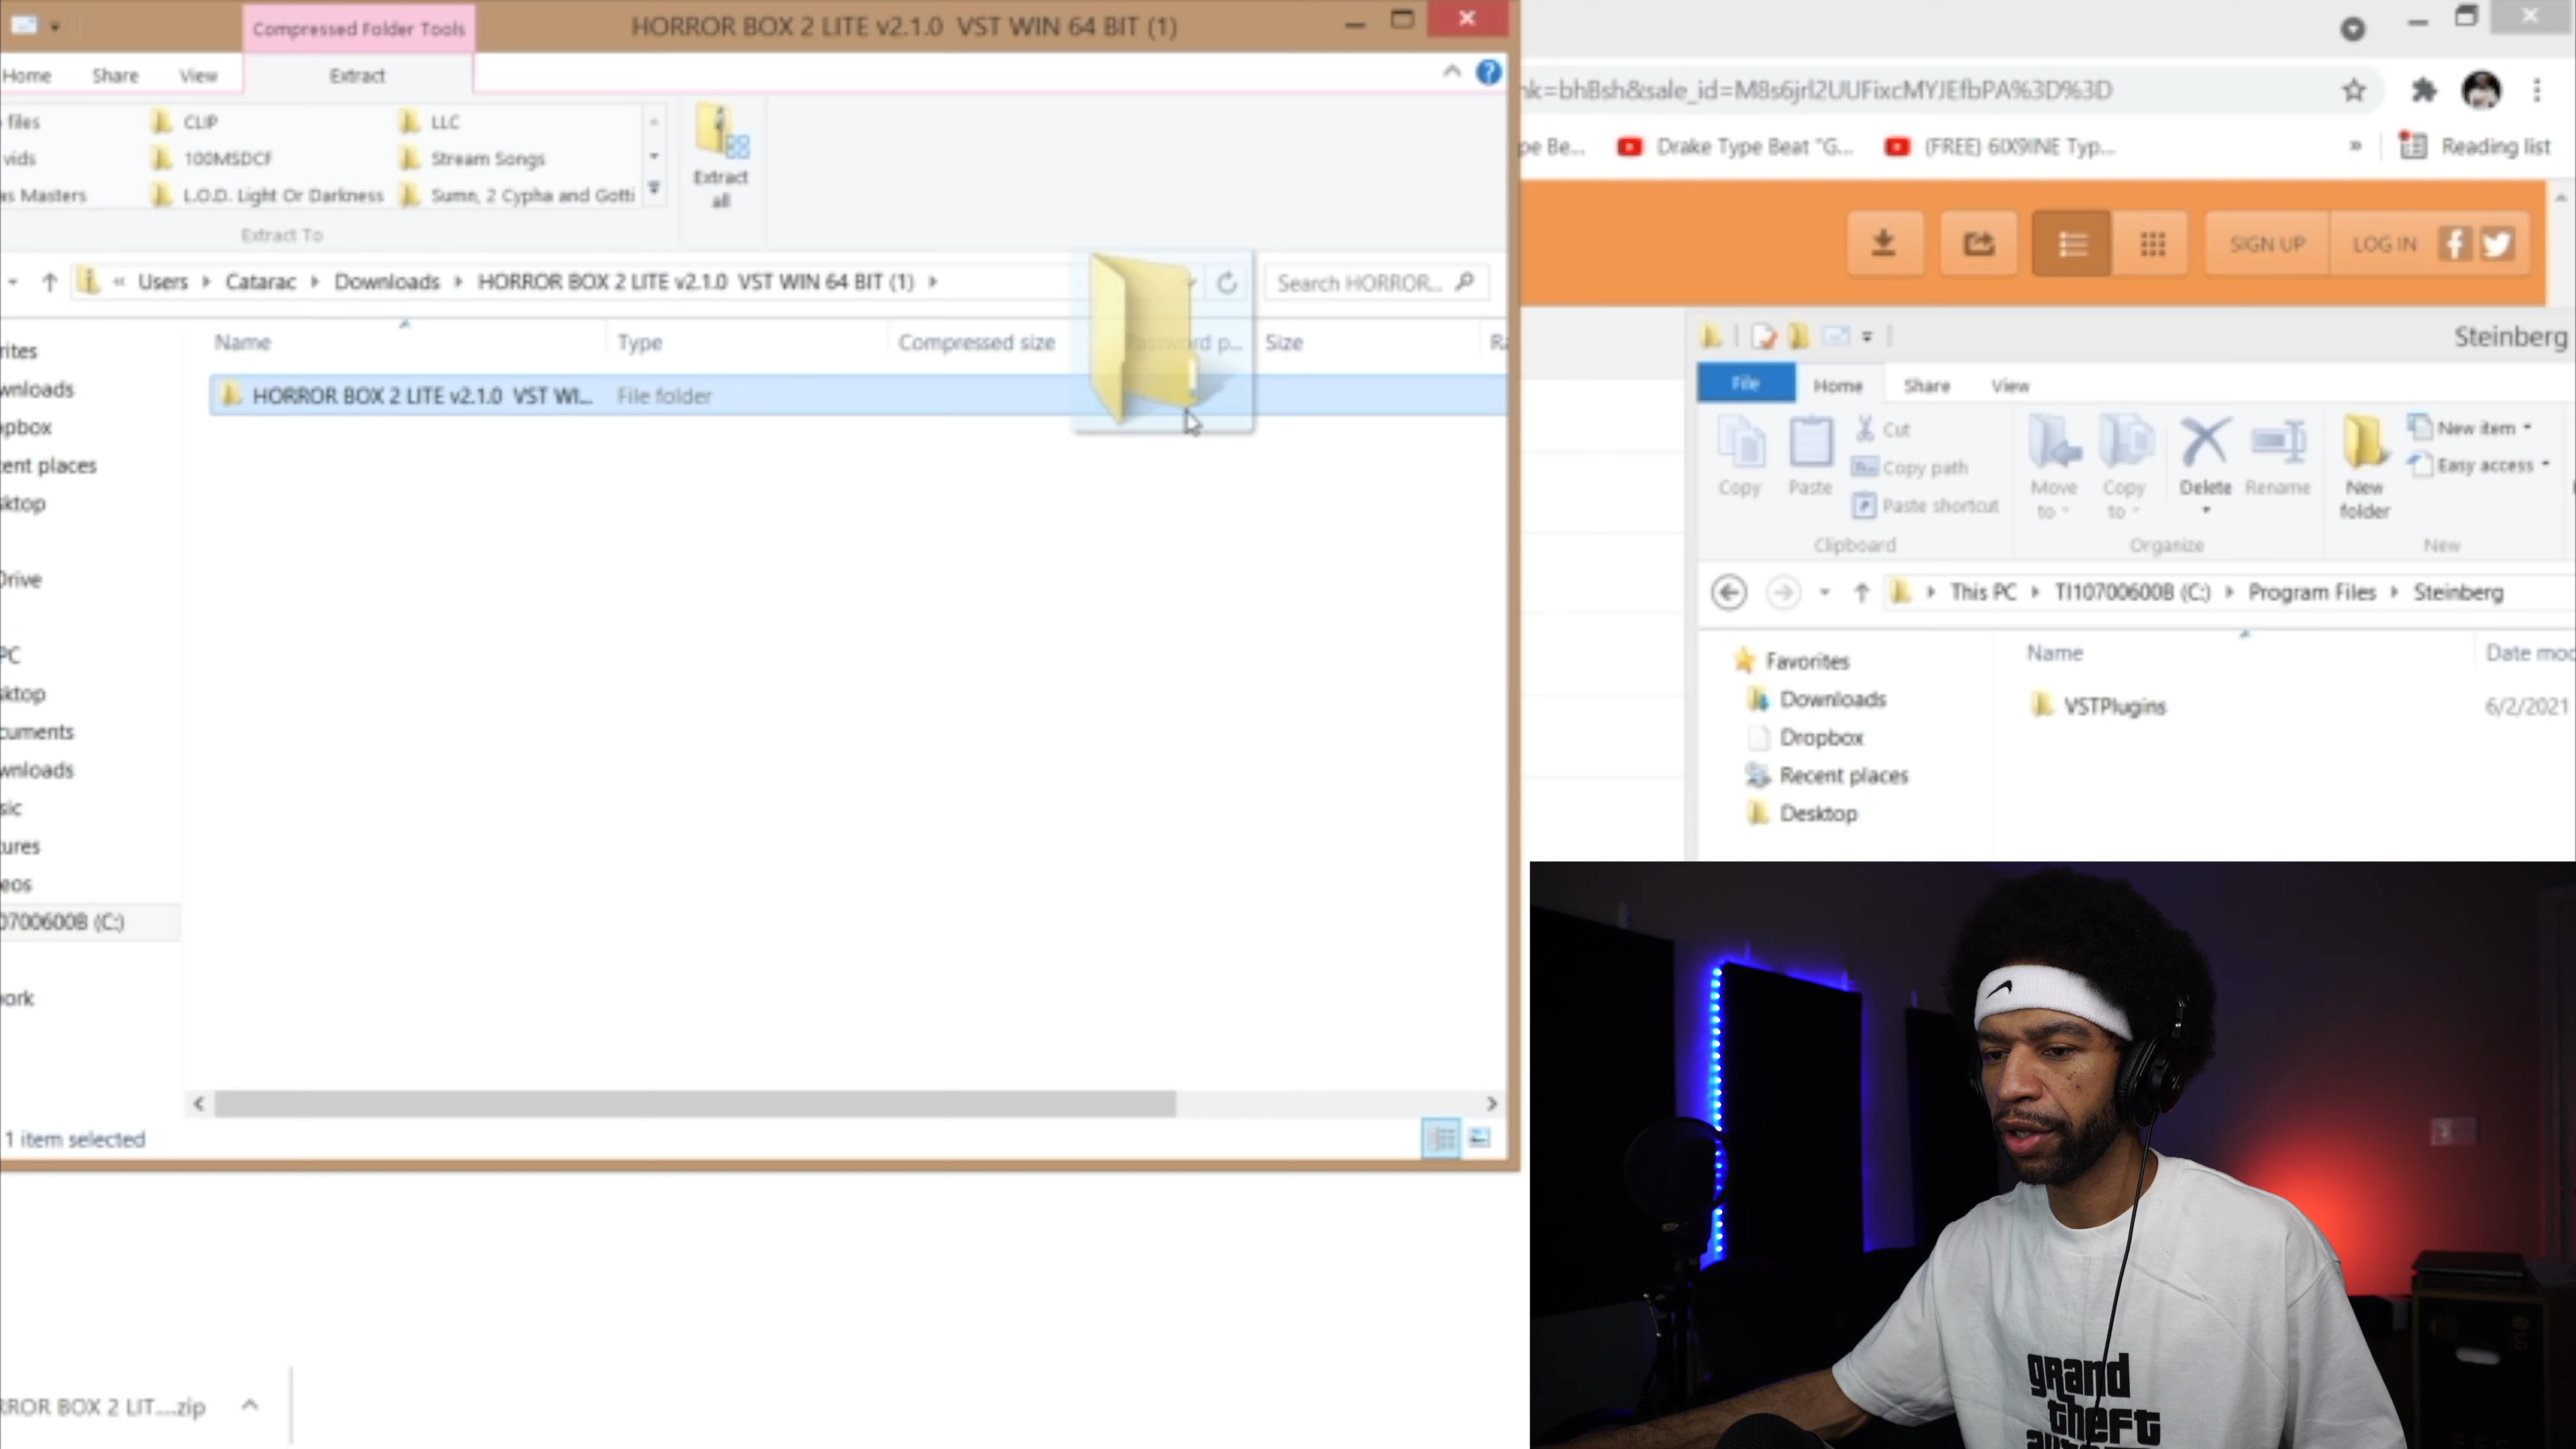 Compressed Folder Tools
HORROR BOX 2 LITE v2.1.0 VST WIN 64 BIT (1)
Home Share View Extract
files CLIP LLC
vids 100MSDCF Stream Songs
as Masters L.O.D. Light Or Darkness Sumn, 2 Cypha and Gotti
Extract all
Extract To
« Users Catarac Downloads HORROR BOX 2 LITE v2.1.0 VST WIN 64 BIT (1)
Search HORROR...
Name Type Compressed size Password p... Size Ra
HORROR BOX 2 LITE v2.1.0 VST WI... File folder
rites
wnloads
opbox
ent places
sktop
Drive
PC
sktop
cuments
wnloads
sic
tures
eos
0700600B (C:)
work
1 item selected
RROR BOX 2 LIT....zip
nk=bhBsh&sale_id=M8s6jrl2UUFixcMYJEfbPA%3D%3D
pe Be... Drake Type Beat "G... (FREE) 6IX9INE Typ... » Reading list
SIGN UP LOG IN
Steinberg
File Home Share View
Copy Paste Cut
Copy path
Paste shortcut
Move to Copy to Delete Rename
New folder
New item
Easy access
Clipboard Organize New
This PC TI10700600B (C:) Program Files Steinberg
Name Date mod
Favorites
Downloads
Dropbox
Recent places
Desktop
VSTPlugins 6/2/2021
grand
theft